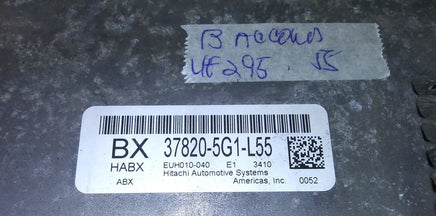 13 ACCORD
UF295 55
BX 37820-5G1-L55
HABX EUH010-040 E1 3410
Hitachi Automotive Systems
ABX Americas, Inc. 0052